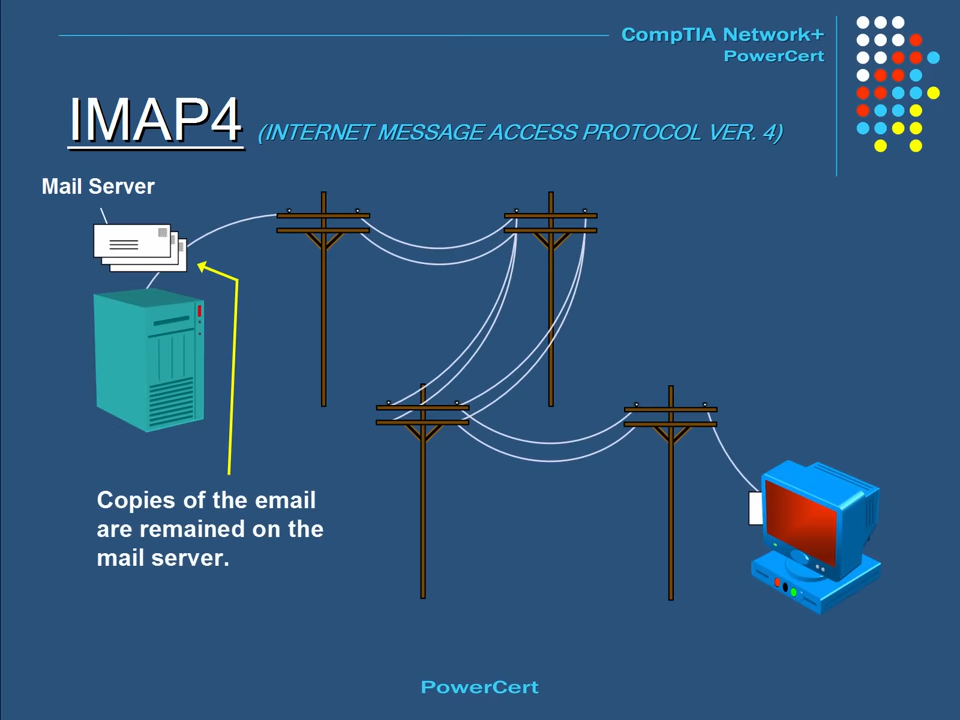 CompTIA Network+
PowerCert
IMAP4 (INTERNET MESSAGE ACCESS PROTOCOL VER. 4)
Mail Server
Copies of the email
are remained on the
mail server.
PowerCert